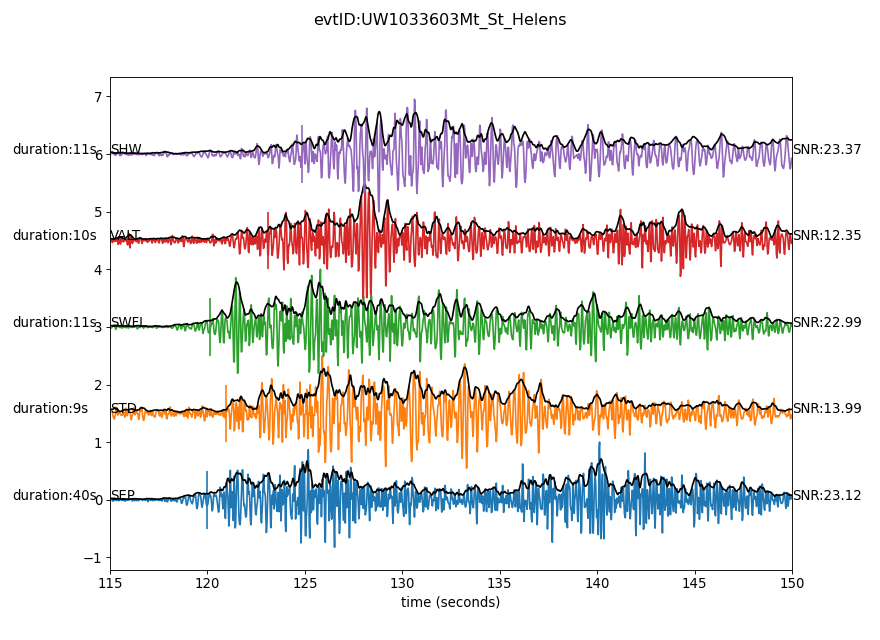 evtID:UW1033603Mt_St_Helens
7
duration:11s SHW SNR:23.37
6
5
duration:10s VALT SNR:12.35
4
duration:11s SWFL SNR:22.99
3
2
duration:9s STD SNR:13.99
1
duration:40s SEP SNR:23.12
0
−1
115 120 125 130 135 140 145 150
time (seconds)